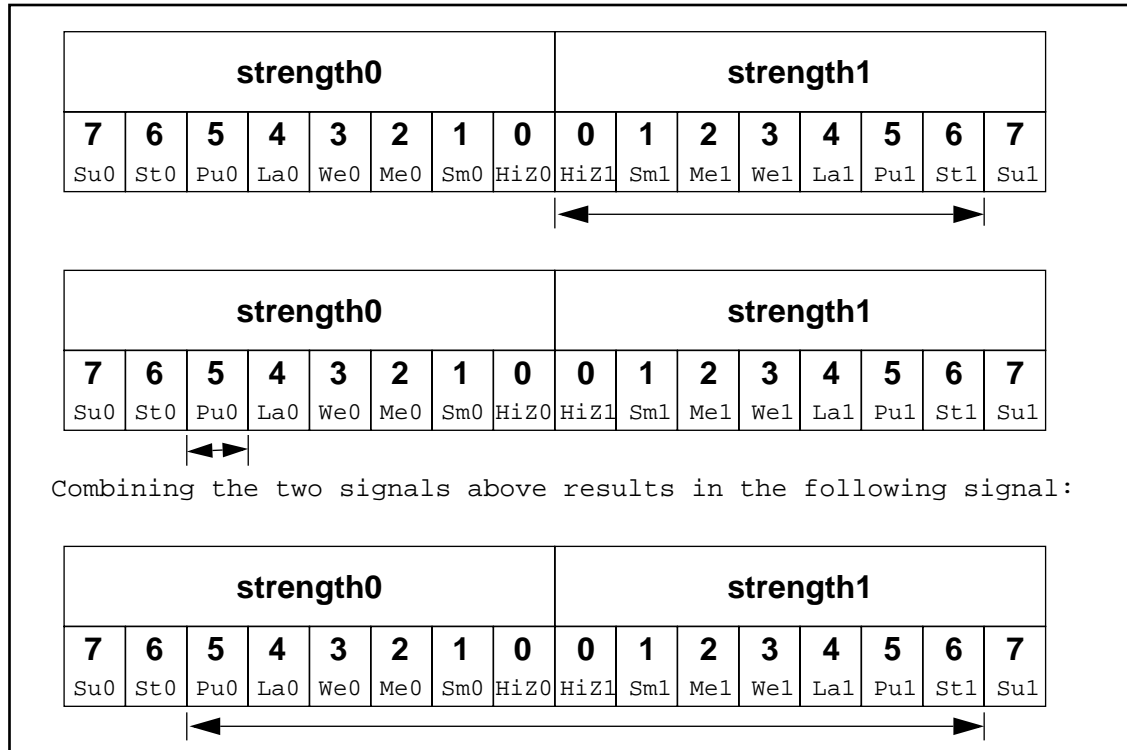 strength0 strength1
7 6 5 4 3 2 1 0 0 1 2 3 4 5 6 7
Su0 St0 Pu0 La0 We0 Me0 Sm0 HiZ0 HiZ1 Sm1 Me1 We1 La1 Pu1 St1 Su1
strength0 strength1
7 6 5 4 3 2 1 0 0 1 2 3 4 5 6 7
Su0 St0 Pu0 La0 We0 Me0 Sm0 HiZ0 HiZ1 Sm1 Me1 We1 La1 Pu1 St1 Su1
Combining the two signals above results in the following signal:
strength0 strength1
7 6 5 4 3 2 1 0 0 1 2 3 4 5 6 7
Su0 St0 Pu0 La0 We0 Me0 Sm0 HiZ0 HiZ1 Sm1 Me1 We1 La1 Pu1 St1 Su1